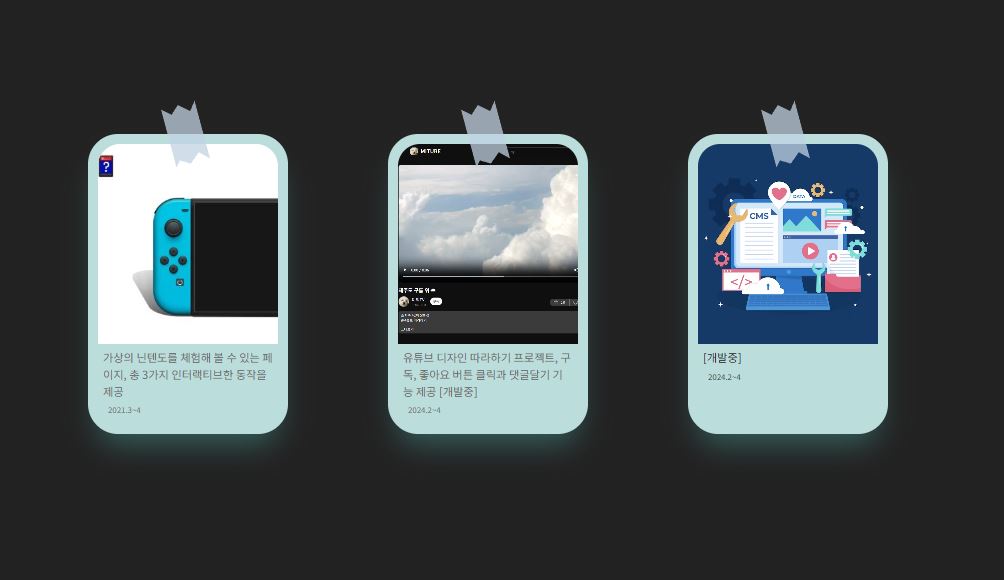 ?
가상의 닌텐도를 체험해 볼 수 있는 페
이지, 총 3가지 인터랙티브한 동작을
제공
2021.3~4
MITURE
유튜브 디자인 따라하기 프로젝트, 구
독, 좋아요 버튼 클릭과 댓글달기 기
능 제공 [개발중]
2024.2~4
DATA
CMS
</>
[개발중]
2024.2~4